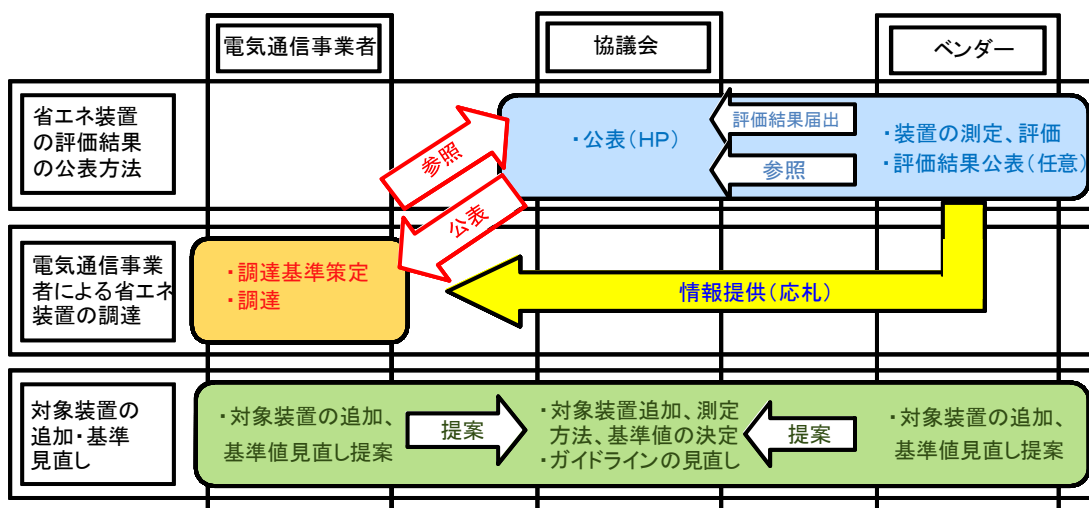 電気通信事業者
協議会
ベンダー
省エネ装置
の評価結果
の公表方法
参照
公表
・公表(HP)
評価結果届出
参照
・装置の測定、評価
・評価結果公表(任意)
電気通信事業
者による省エネ
装置の調達
・調達基準策定
・調達
情報提供(応札)
対象装置の
追加・基準
見直し
・対象装置の追加、
基準値見直し提案
提案
・対象装置追加、測定
方法、基準値の決定
・ガイドラインの見直し
提案
・対象装置の追加、
基準値見直し提案